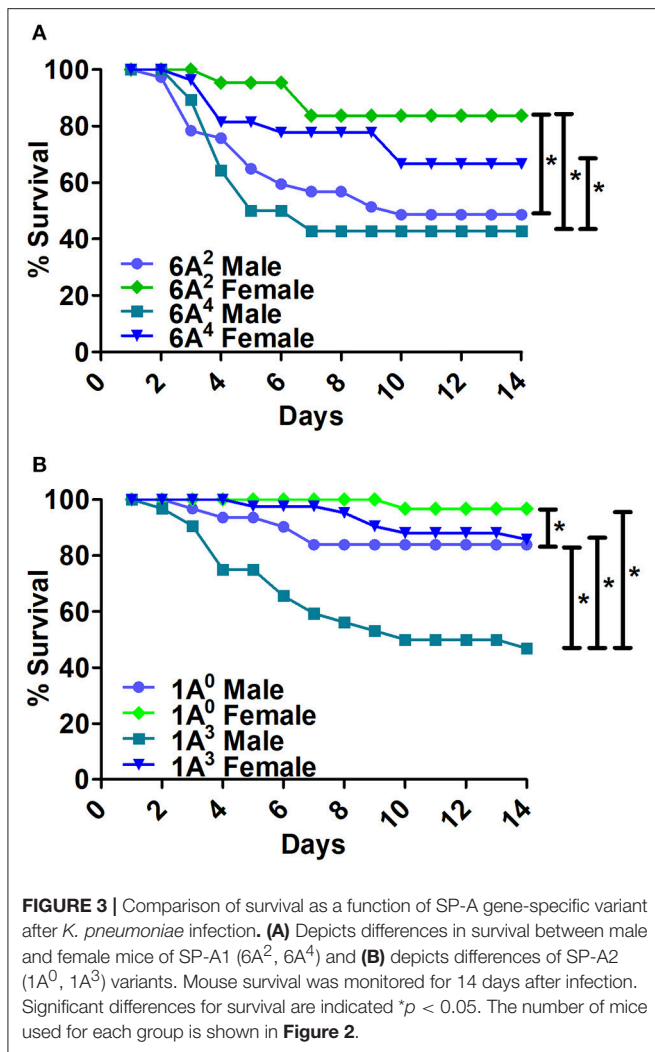 A
% Survival
100
80
60
40
20
0
6A² Male
6A² Female
6A⁴ Male
6A⁴ Female
* * *
0 2 4 6 8 10 12 14
Days
B
% Survival
100
80
60
40
20
0
1A⁰ Male
1A⁰ Female
1A³ Male
1A³ Female
* * * *
0 2 4 6 8 10 12 14
Days
FIGURE 3 | Comparison of survival as a function of SP-A gene-specific variant
after K. pneumoniae infection. (A) Depicts differences in survival between male
and female mice of SP-A1 (6A², 6A⁴) and (B) depicts differences of SP-A2
(1A⁰, 1A³) variants. Mouse survival was monitored for 14 days after infection.
Significant differences for survival are indicated *p < 0.05. The number of mice
used for each group is shown in Figure 2.